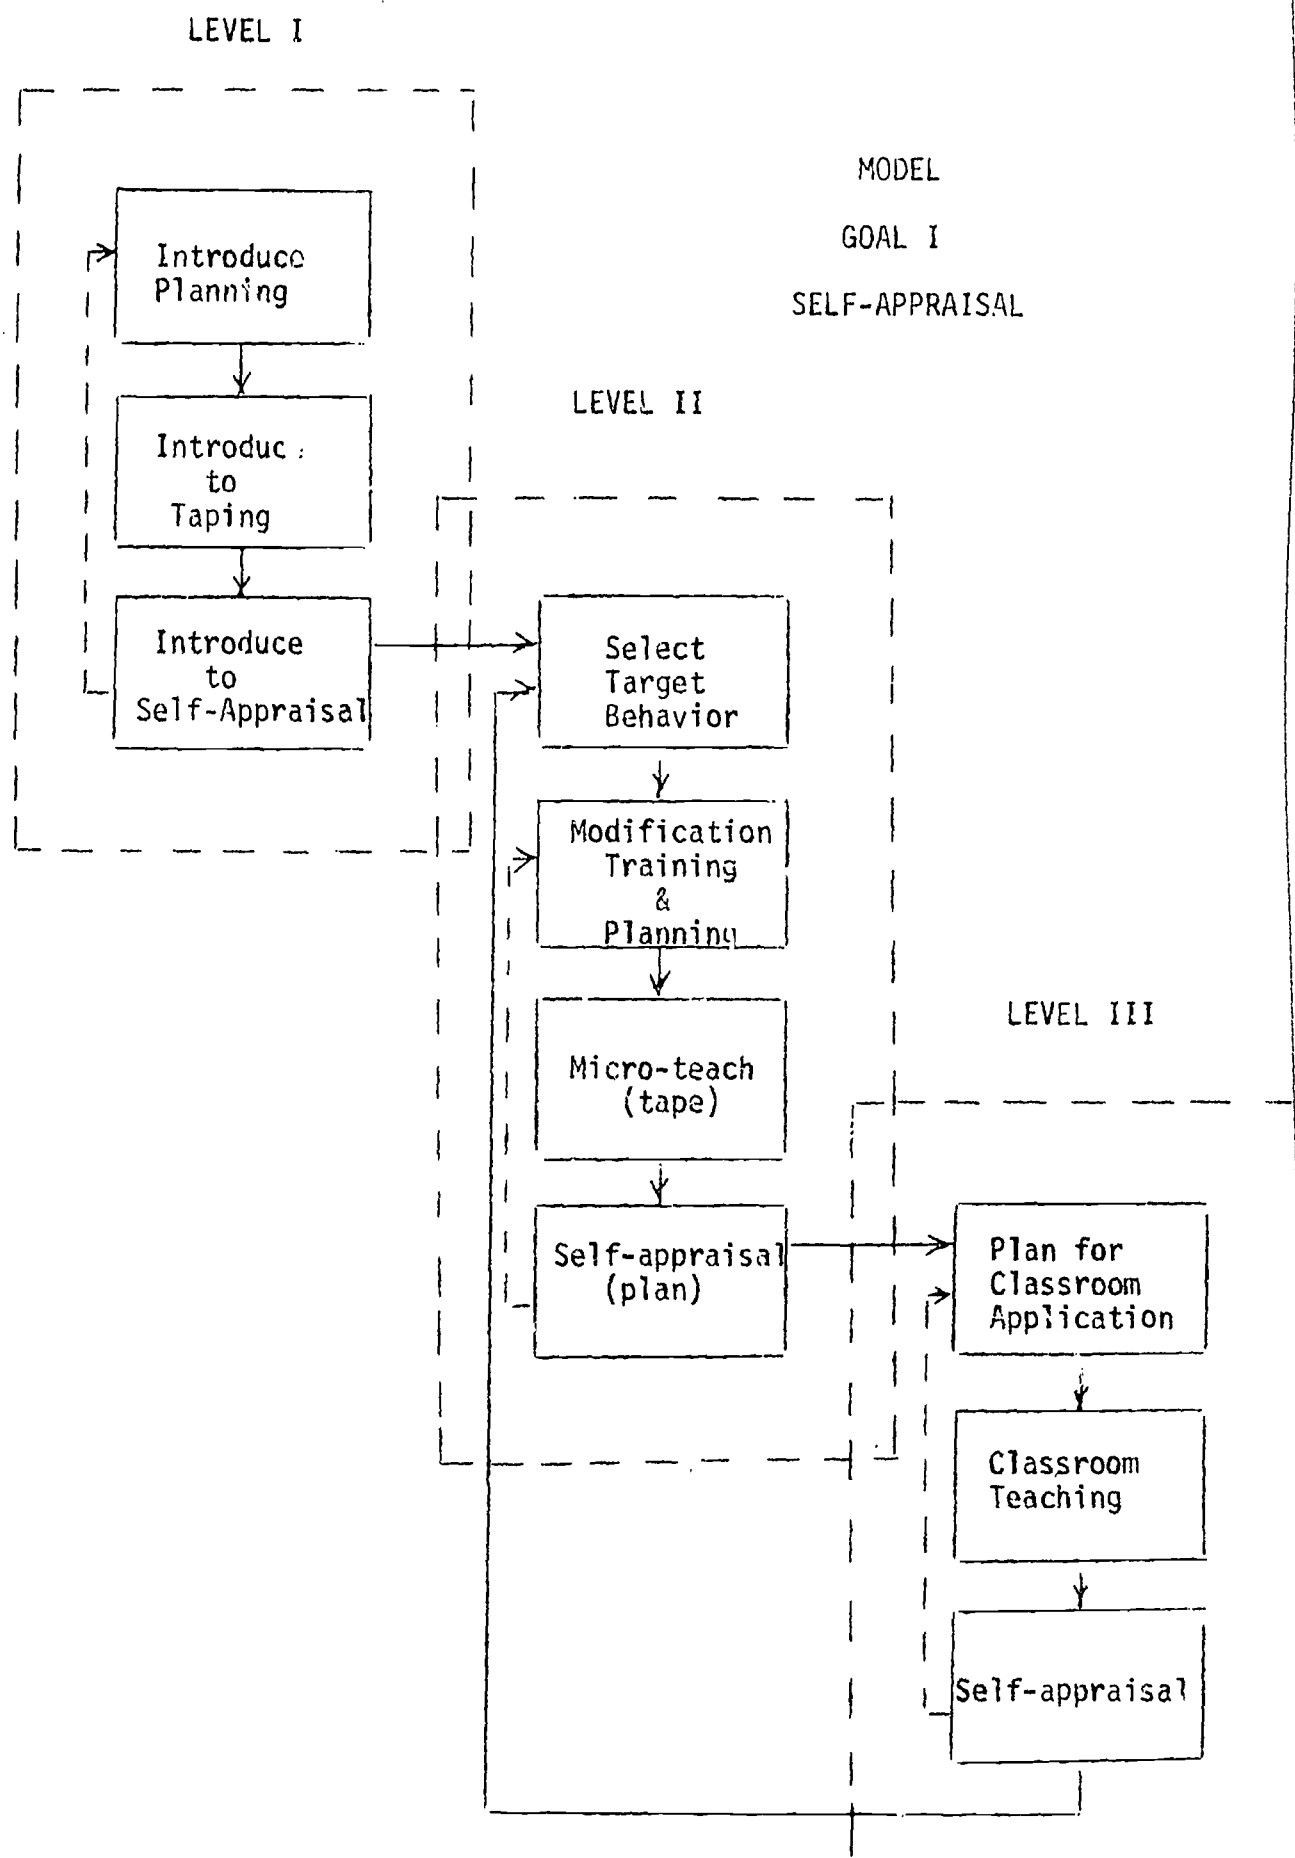 LEVEL I
MODEL
GOAL I
SELF-APPRAISAL
Introduce
Planning
Introduc
to
Taping
Introduce
to
Self-Appraisal
LEVEL II
Select
Target
Behavior
Modification
Training
&
Planning
Micro-teach
(tape)
Self-appraisal
(plan)
LEVEL III
Plan for
Classroom
Application
Classroom
Teaching
Self-appraisal